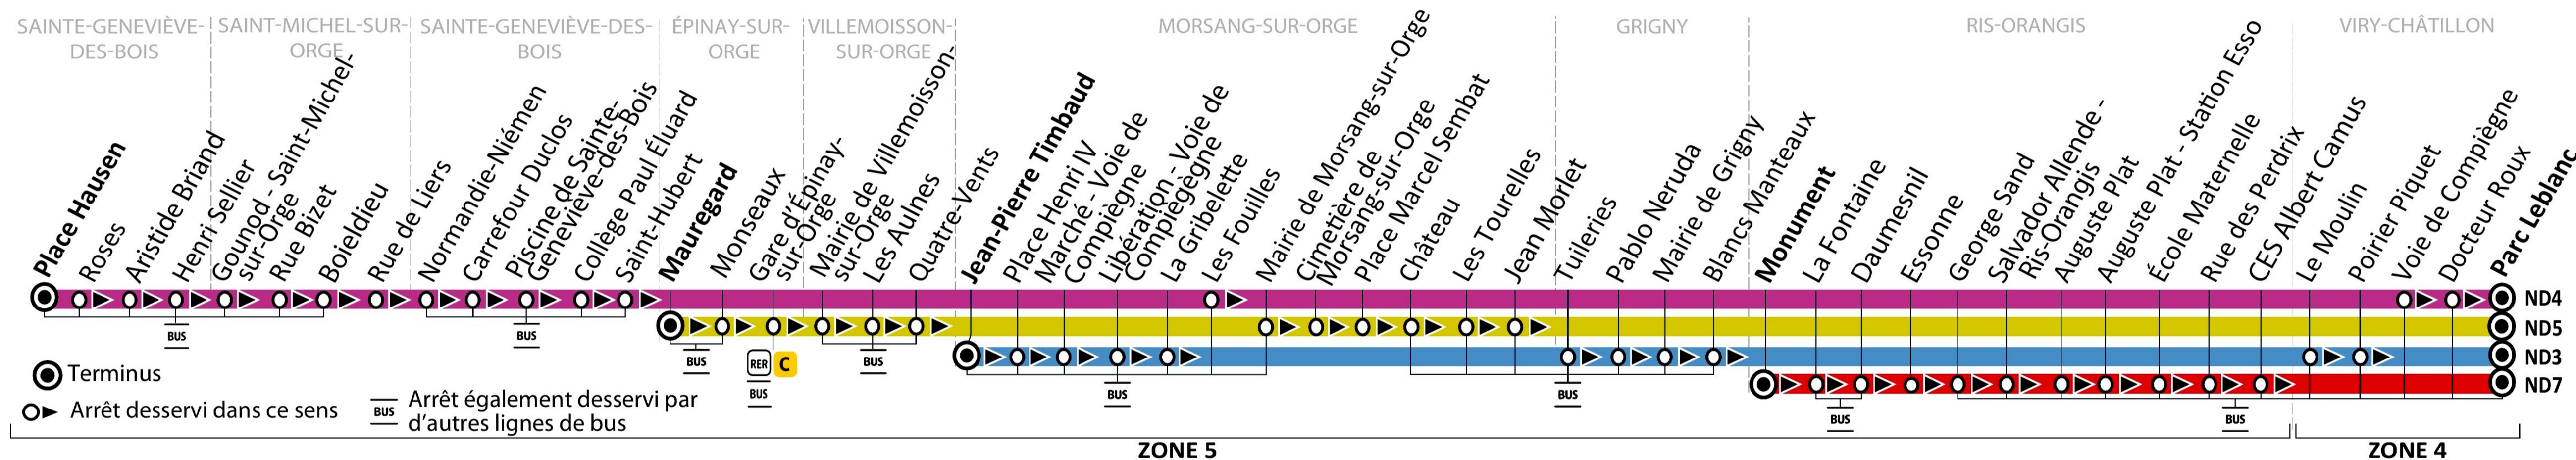 SAINTE-GENEVIÈVE-
DES-BOIS
SAINT-MICHEL-SUR-
ORGE
SAINTE-GENEVIÈVE-DES-
BOIS
ÉPINAY-SUR-
ORGE
VILLEMOISSON-
SUR-ORGE
MORSANG-SUR-ORGE
GRIGNY
RIS-ORANGIS
VIRY-CHÂTILLON
Place Hausen
Roses
Aristide Briand
Henri Sellier
Gounod - Saint-Michel-
sur-Orge
Rue Bizet
Boieldieu
Rue de Liers
Normandie-Niémen
Carrefour Duclos
Piscine de Sainte-
Geneviève-des-Bois
Collège Paul Éluard
Saint-Hubert
Mauregard
Monseaux
Gare d'Épinay-
sur-Orge
Mairie de Villemoisson-
sur-Orge
Les Aulnes
Quatre-Vents
Jean-Pierre Timbaud
Place Henri IV
Marché - Voie de
Compiègne
Libération - Voie de
Compiegègne
La Gribelette
Les Fouilles
Mairie de Morsang-sur-Orge
Cimetière de
Morsang-sur-Orge
Place Marcel Sembat
Château
Les Tourelles
Jean Morlet
Tuileries
Pablo Neruda
Mairie de Grigny
Blancs Manteaux
Monument
La Fontaine
Daumesnil
Essonne
George Sand
Salvador Allende -
Ris-Orangis
Auguste Plat
Auguste Plat - Station Esso
École Maternelle
Rue des Perdrix
CES Albert Camus
Le Moulin
Poirier Piquet
Voie de Compiègne
Docteur Roux
Parc Leblanc
ND4
ND5
ND3
ND7
BUS
BUS
BUS
RER C
BUS
BUS
BUS
BUS
BUS
BUS
Terminus
Arrêt desservi dans ce sens
BUS
Arrêt également desservi par
d'autres lignes de bus
ZONE 5
ZONE 4